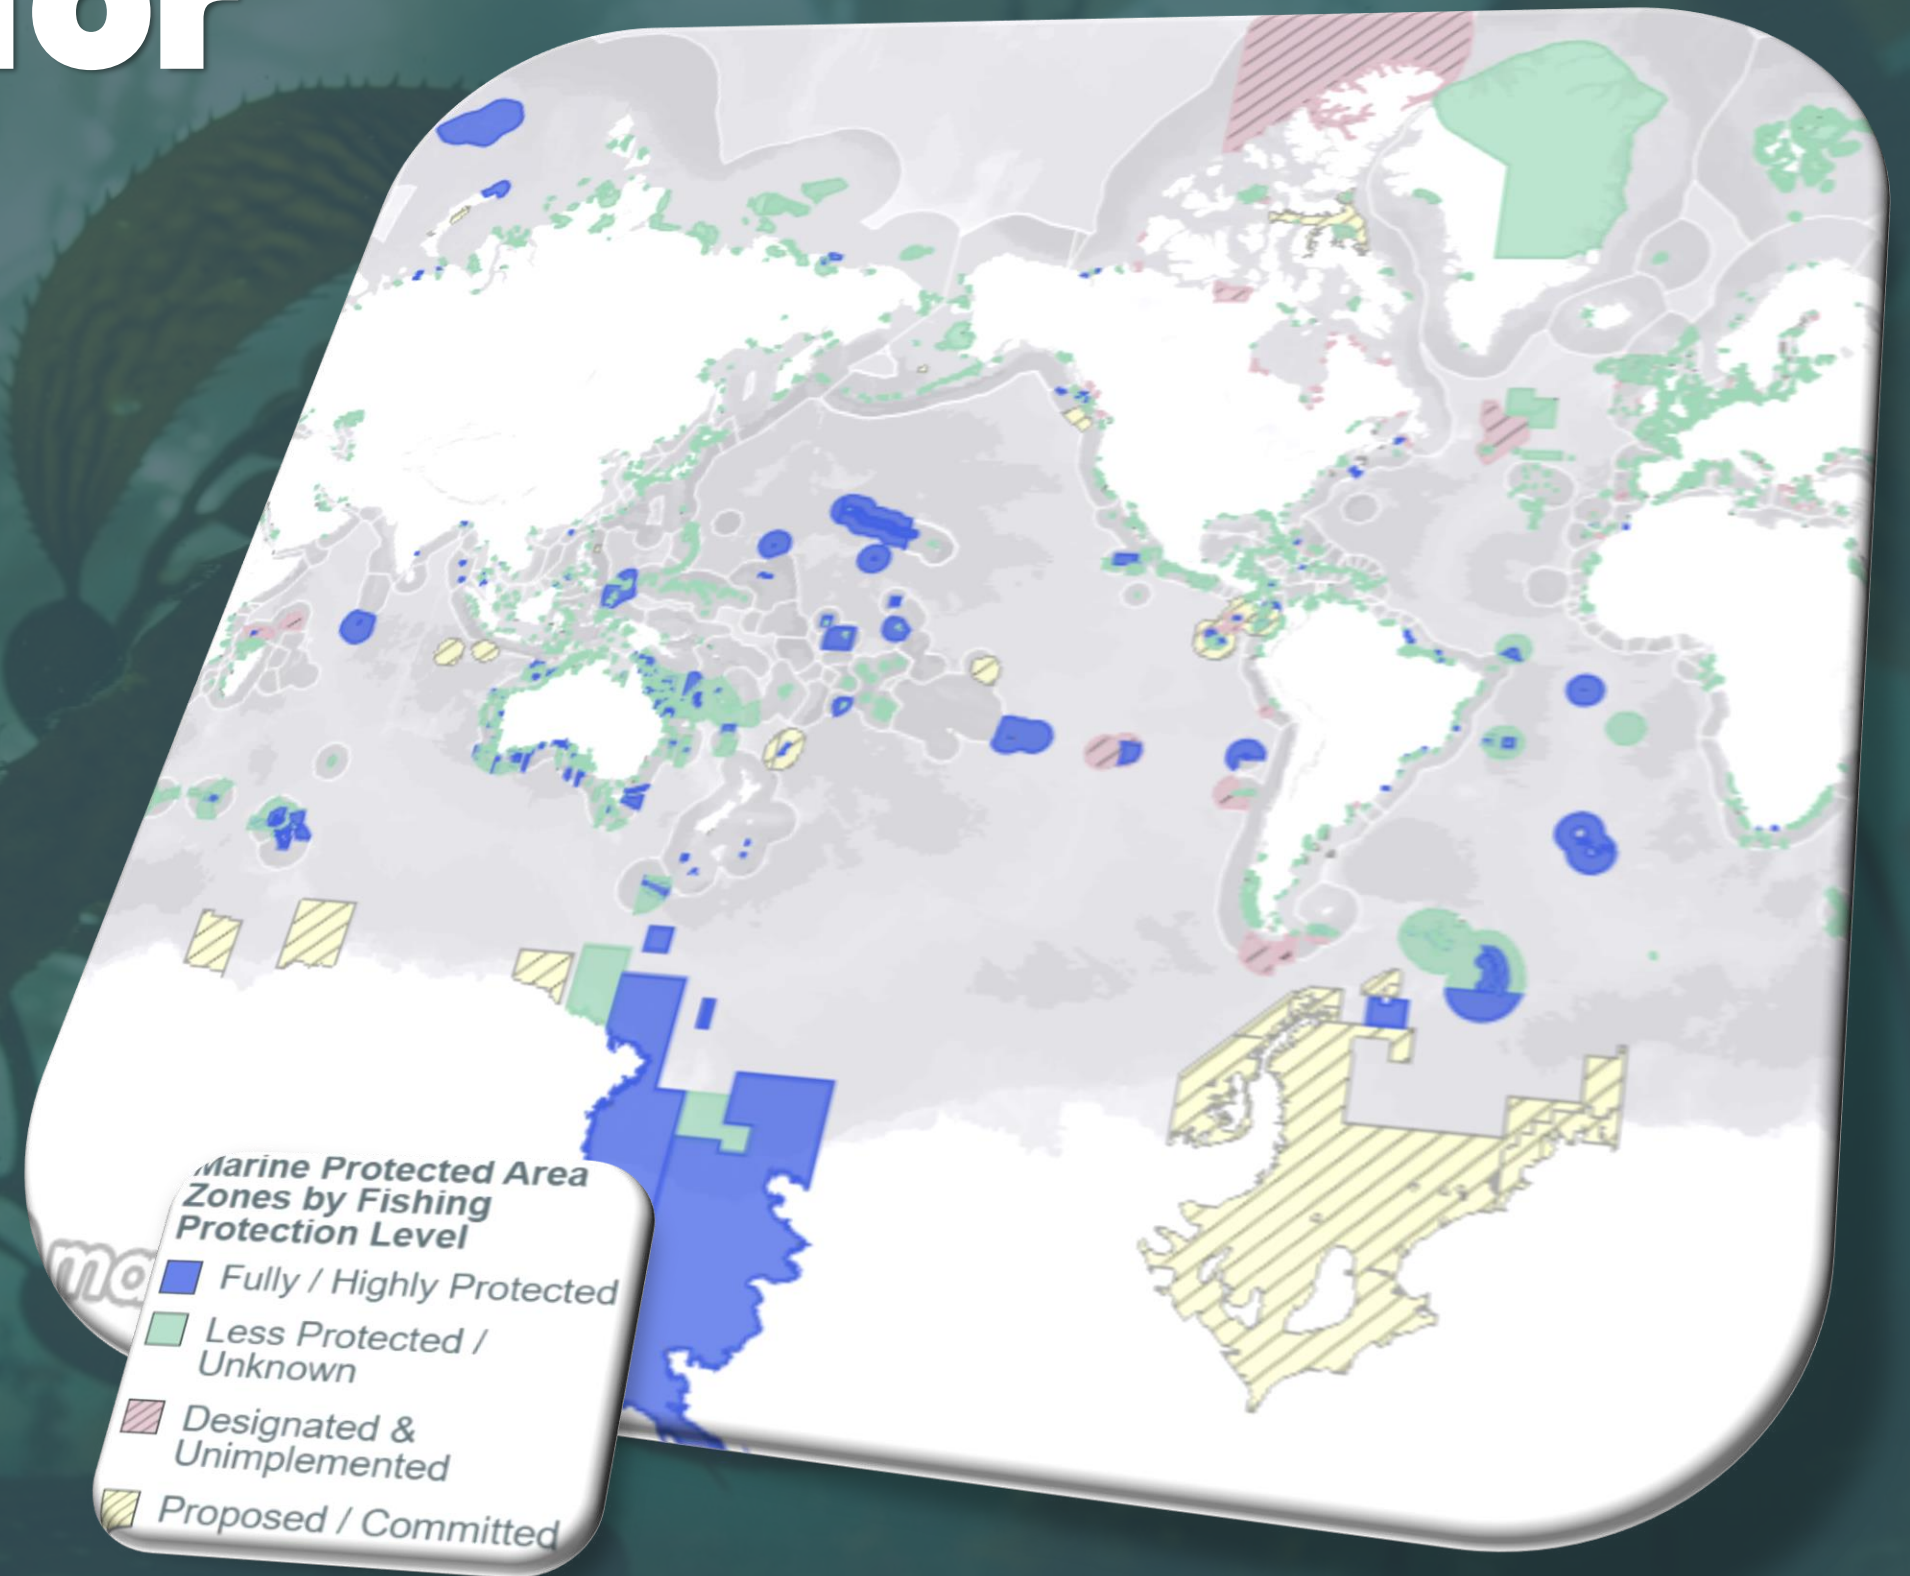 Marine Protected Area
Zones by Fishing
Protection Level
Fully / Highly Protected
Less Protected /
Unknown
Designated &
Unimplemented
Proposed / Committed